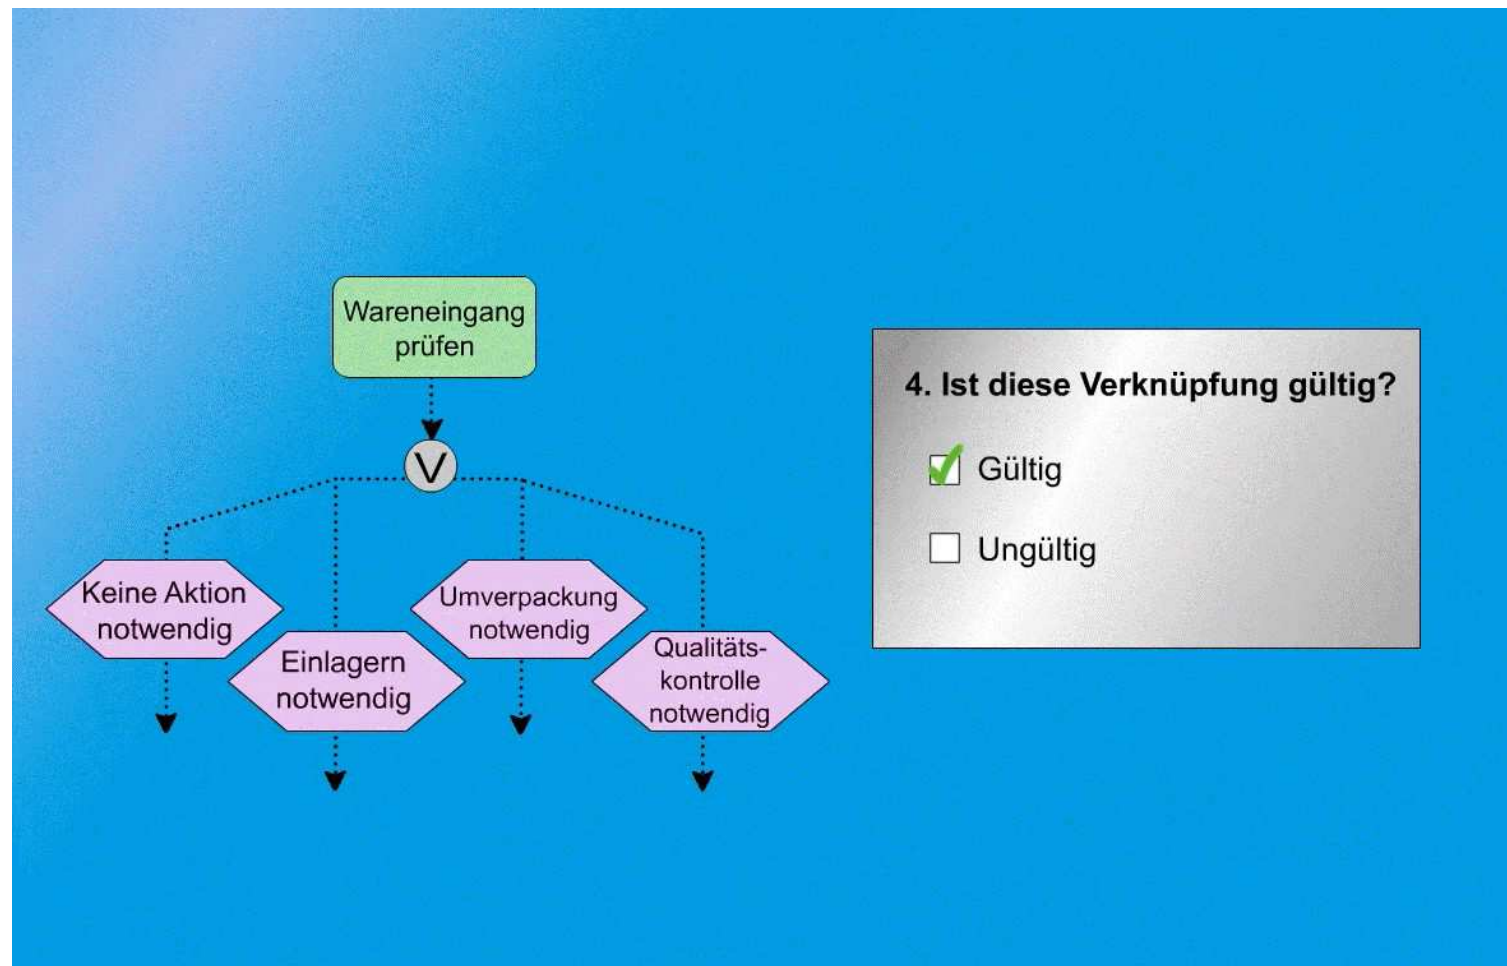 Wareneingang
prüfen
V
Keine Aktion
notwendig
Einlagern
notwendig
Umverpackung
notwendig
Qualitäts-
kontrolle
notwendig
4. Ist diese Verknüpfung gültig?
Gültig
Ungültig